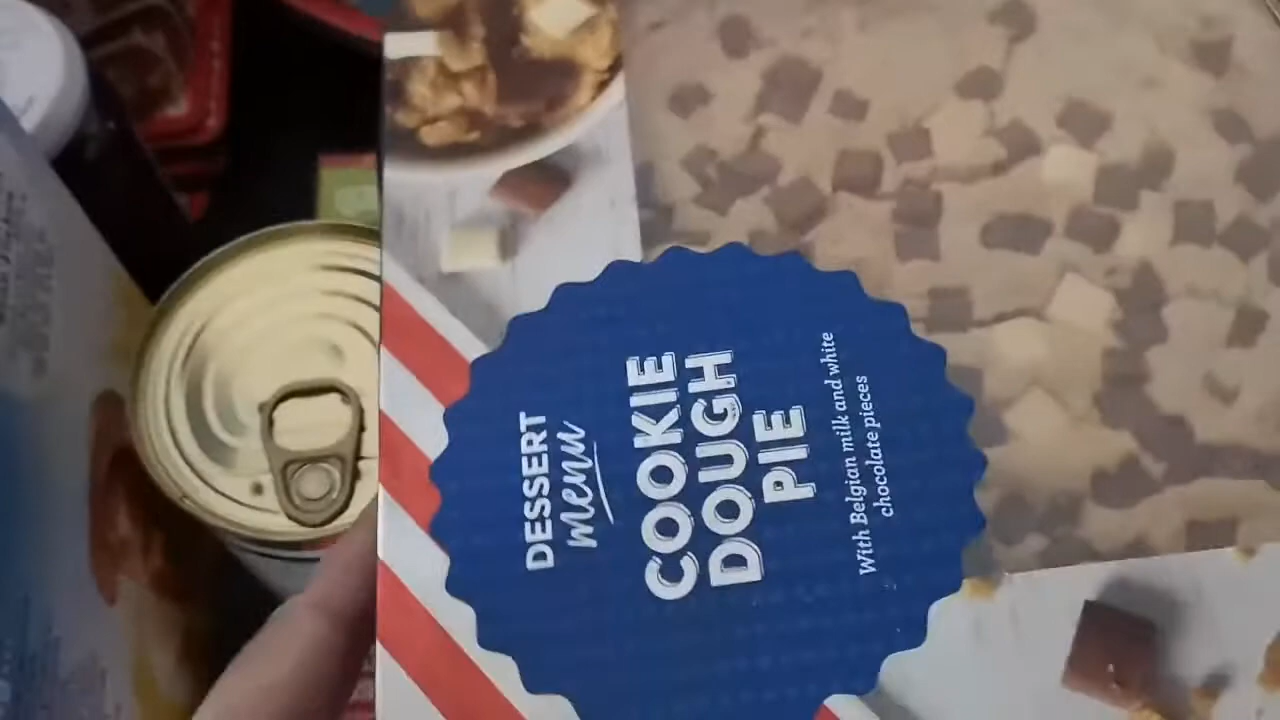 DESSERT
menu
COOKIE
DOUGH
PIE
With Belgian milk and white
chocolate pieces